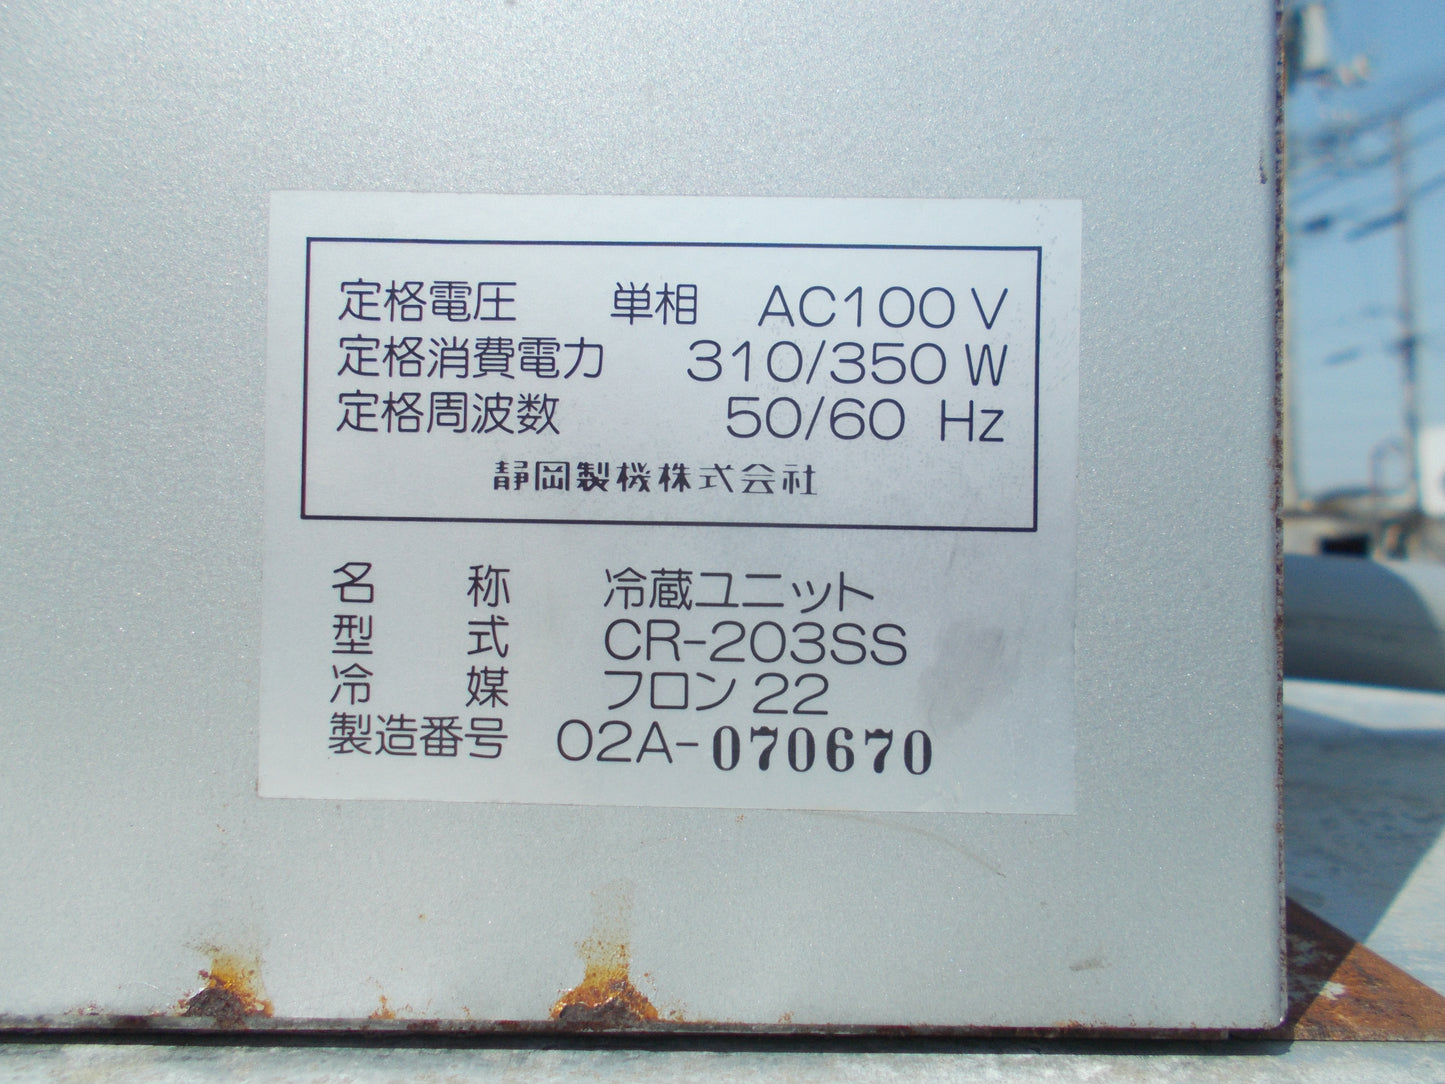 定格電圧 単相 AC100V
定格消費電力 310/350W
定格周波数 50/60 Hz
静岡製機株式会社
名称 冷蔵ユニット
型式 CR-203SS
冷媒 フロン22
製造番号 02A-070670